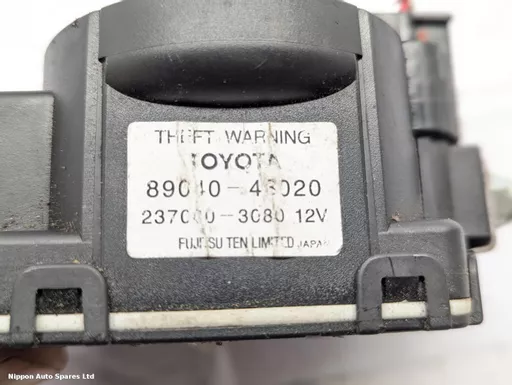 THEFT WARNING
TOYOTA
89040-48020
237000-3080 12V
FUJITSU TEN LIMITED JAPAN
Nippon Auto Spares Ltd